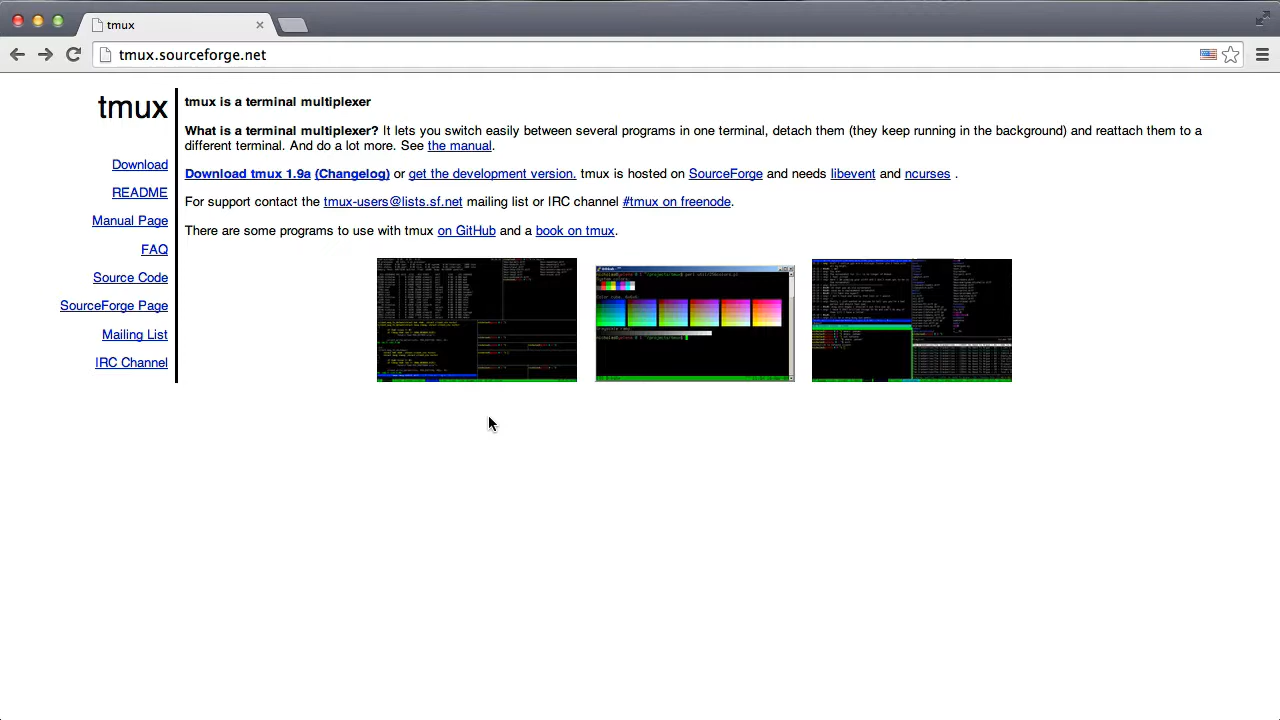 tmux
tmux.sourceforge.net
tmux
Download
README
Manual Page
FAQ
Source Code
SourceForge Page
Mailing List
IRC Channel
tmux is a terminal multiplexer
What is a terminal multiplexer? It lets you switch easily between several programs in one terminal, detach them (they keep running in the background) and reattach them to a
different terminal. And do a lot more. See the manual.
Download tmux 1.9a (Changelog) or get the development version. tmux is hosted on SourceForge and needs libevent and ncurses .
For support contact the tmux-users@lists.sf.net mailing list or IRC channel #tmux on freenode.
There are some programs to use with tmux on GitHub and a book on tmux.